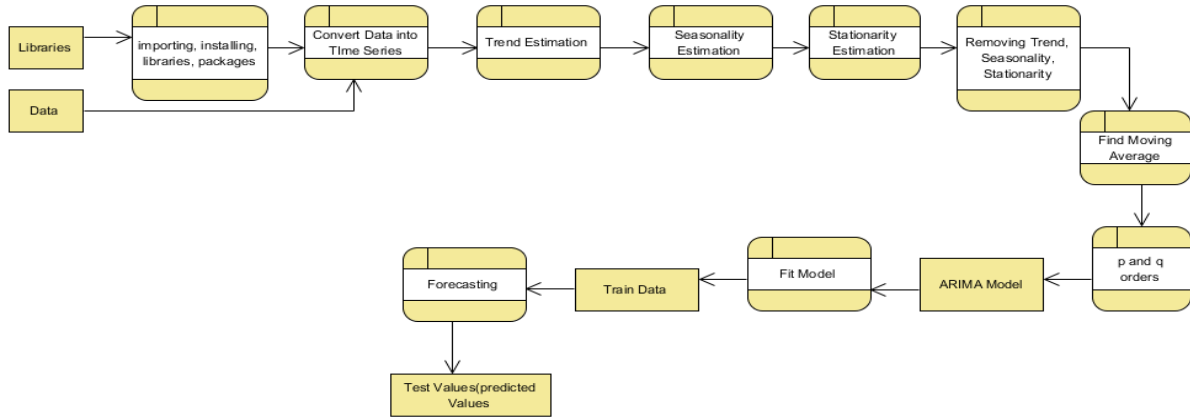 Libraries
importing, installing,
libraries, packages
Convert Data into
TIme Series
Trend Estimation
Seasonality
Estimation
Stationarity
Estimation
Removing Trend,
Seasonality,
Stationarity
Data
Find Moving
Average
p and q
orders
ARIMA Model
Fit Model
Train Data
Forecasting
Test Values(predicted
Values